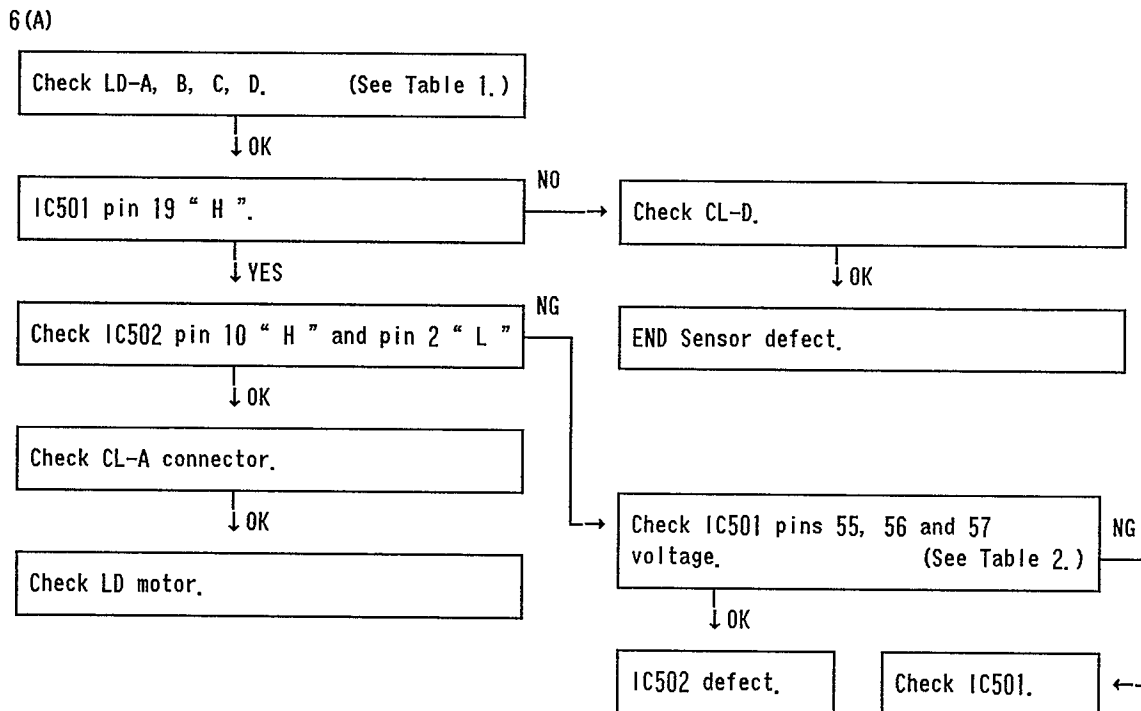 6(A)
Check LD-A, B, C, D. (See Table 1.)
↓ OK
IC501 pin 19 “ H ”.
NO
Check CL-D.
↓ YES
↓ OK
Check IC502 pin 10 “ H ” and pin 2 “ L ”
NG
END Sensor defect.
↓ OK
Check CL-A connector.
↓ OK
Check IC501 pins 55, 56 and 57
voltage. (See Table 2.)
NG
Check LD motor.
↓ OK
IC502 defect.
Check IC501.